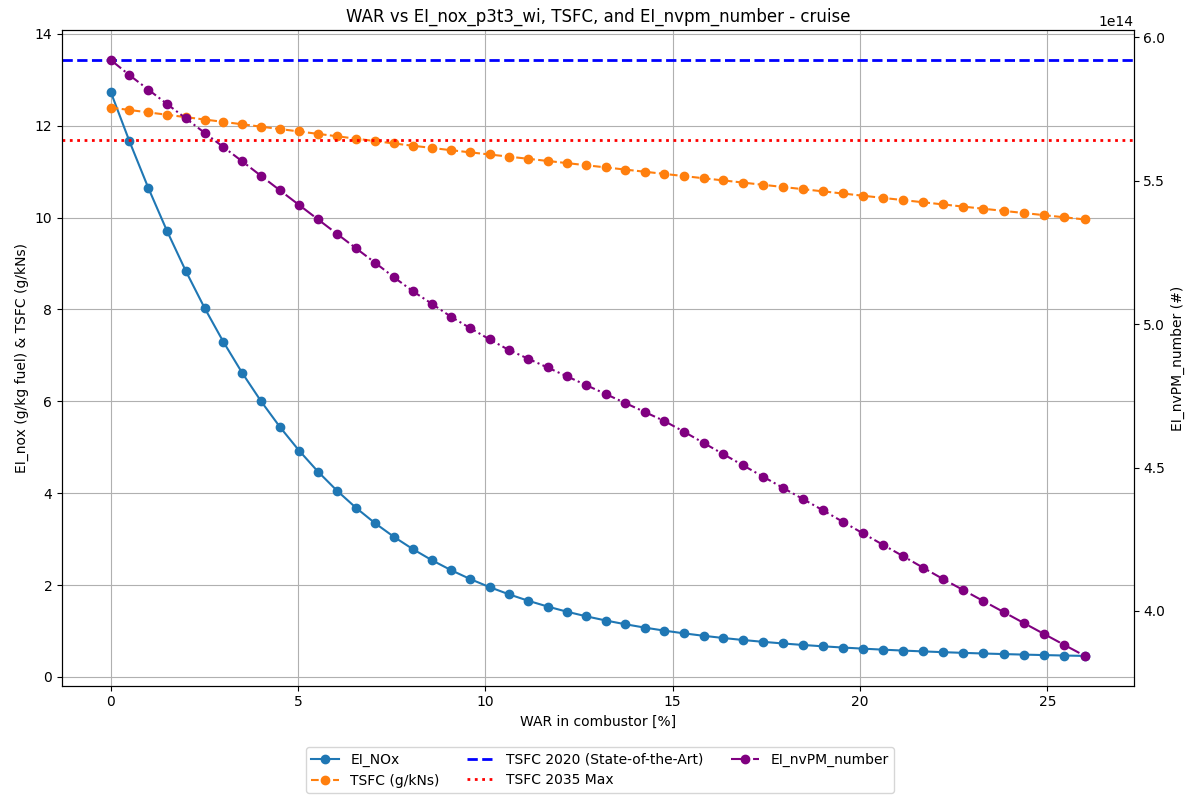 WAR vs EI_nox_p3t3_wi, TSFC, and EI_nvpm_number - cruise
1e14
14
12
10
8
6
4
2
0
EI_nox (g/kg fuel) & TSFC (g/kNs)
6.0
5.5
5.0
4.5
4.0
EI_nvPM_number (#)
0 5 10 15 20 25
WAR in combustor [%]
EI_NOx
TSFC (g/kNs)
TSFC 2020 (State-of-the-Art)
TSFC 2035 Max
EI_nvPM_number